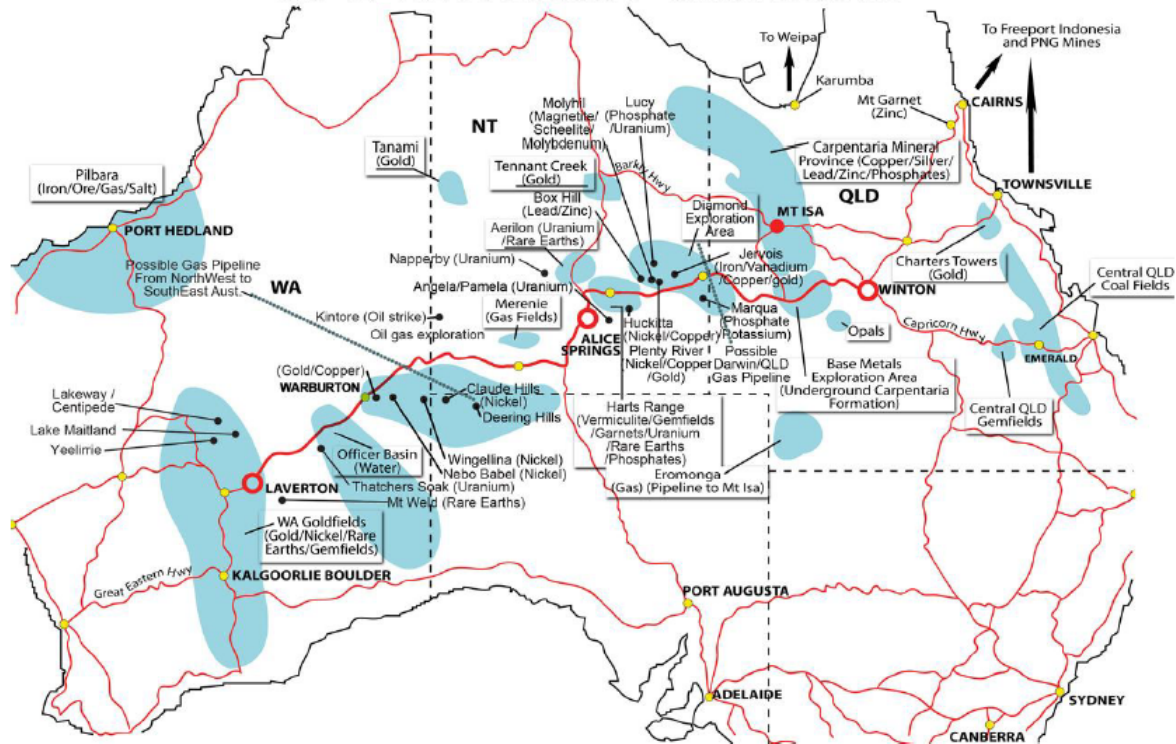 To Weipa
To Freeport Indonesia
and PNG Mines
Karumba
Mt Garnet
(Zinc)
CAIRNS
Molyhil
(Magnetite/
Scheelite/
Molybdenum)
Lucy
(Phosphate
/Uranium)
NT
Tanami
(Gold)
Tennant Creek
(Gold)
Barkly Hwy
Carpentaria Mineral
Province (Copper/Silver/
Lead/Zinc/Phosphates)
QLD
TOWNSVILLE
Pilbara
(Iron/Ore/Gas/Salt)
PORT HEDLAND
Box Hill
(Lead/Zinc)
Diamond
Exploration
Area
MT ISA
Aerilon (Uranium
/Rare Earths)
Charters Towers
(Gold)
Central QLD
Coal Fields
Possible Gas Pipeline
From NorthWest to
SouthEast Aust.
WA
Napperby (Uranium)
Jervois
(Iron/Vanadium
/Copper/gold)
Angela/Pamela (Uranium)
WINTON
Merenie
(Gas Fields)
Kintore (Oil strike)
Oil gas exploration
ALICE
SPRINGS
Huckitta
(Nickel/Copper)
Plenty River
(Nickel/Copper
/Gold)
Marqua
Phosphate
(Potassium)
Possible
Darwin/QLD
Gas Pipeline
Opals
Capricorn Hwy
EMERALD
Base Metals
Exploration Area
(Underground Carpentaria
Formation)
Central QLD
Gemfields
(Gold/Copper)
WARBURTON
Claude Hills
(Nickel)
Deering Hills
Lakeway /
Centipede
Lake Maitland
Yeelirrie
Harts Range
(Vermiculite/Gemfields
/Garnets/Uranium
/Rare Earths
/Phosphates)
Officer Basin
(Water)
Wingellina (Nickel)
Nebo Babel (Nickel)
Eromonga
(Gas) (Pipeline to Mt Isa)
Thatchers Soak (Uranium)
LAVERTON
Mt Weld (Rare Earths)
WA Goldfields
(Gold/Nickel/Rare
Earths/Gemfields)
KALGOORLIE BOULDER
Great Eastern Hwy
PORT AUGUSTA
ADELAIDE
SYDNEY
CANBERRA